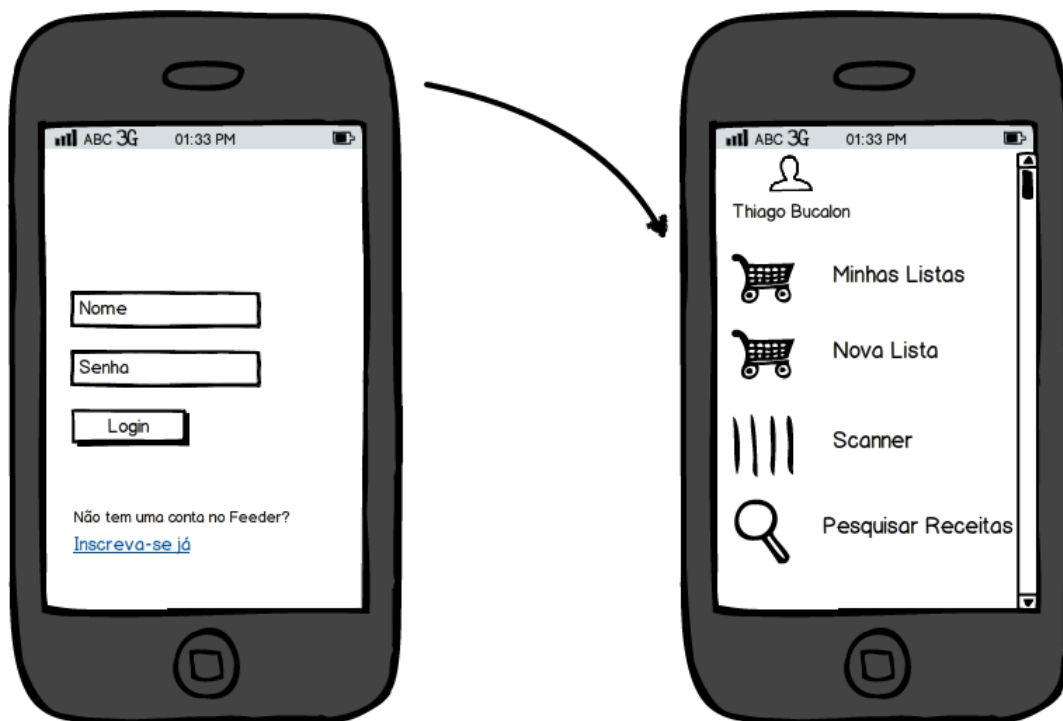 ABC 3G 01:33 PM
Nome
Senha
Login
Não tem uma conta no Feeder?
Inscreva-se já
ABC 3G 01:33 PM
Thiago Bucalon
Minhas Listas
Nova Lista
Scanner
Pesquisar Receitas